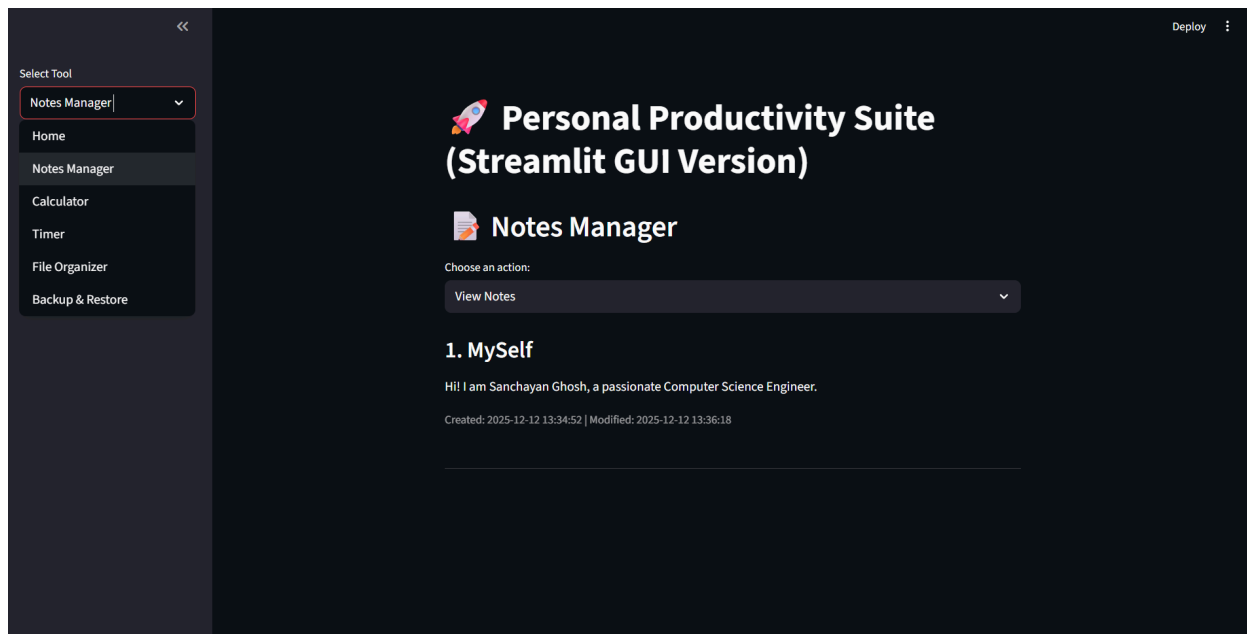 Deploy
Select Tool
Notes Manager
Home
Notes Manager
Calculator
Timer
File Organizer
Backup & Restore
Personal Productivity Suite
(Streamlit GUI Version)
Notes Manager
Choose an action:
View Notes
1. MySelf
Hi! I am Sanchayan Ghosh, a passionate Computer Science Engineer.
Created: 2025-12-12 13:34:52 | Modified: 2025-12-12 13:36:18